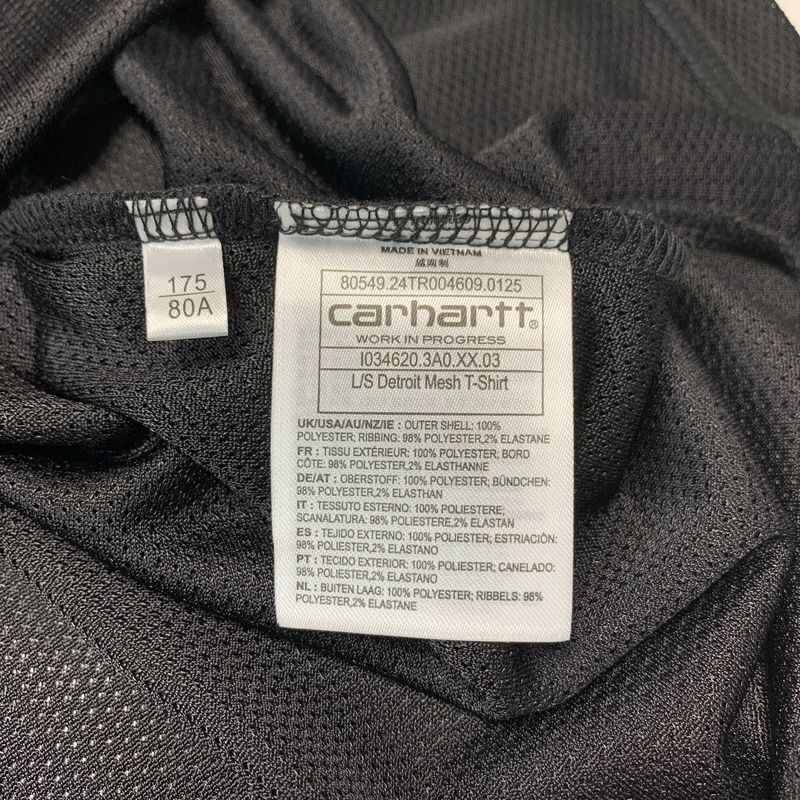 175
80A
MADE IN VIETNAM
越南制
80549.24TR004609.0125
carhartt®
WORK IN PROGRESS
I034620.3A0.XX.03
L/S Detroit Mesh T-Shirt
UK/USA/AU/NZ/IE : OUTER SHELL: 100%
POLYESTER; RIBBING: 98% POLYESTER,2% ELASTANE
FR : TISSU EXTÉRIEUR: 100% POLYESTER; BORD
CÔTE: 98% POLYESTER,2% ELASTHANNE
DE/AT : OBERSTOFF: 100% POLYESTER; BÜNDCHEN:
98% POLYESTER,2% ELASTHAN
IT : TESSUTO ESTERNO: 100% POLIESTERE;
SCANALATURA: 98% POLIESTERE,2% ELASTAN
ES : TEJIDO EXTERNO: 100% POLIESTER; ESTRIACIÓN:
98% POLIESTER,2% ELASTANO
PT : TECIDO EXTERIOR: 100% POLIESTER; CANELADO:
98% POLIESTER,2% ELASTANO
NL : BUITEN LAAG: 100% POLYESTER; RIBBELS: 98%
POLYESTER,2% ELASTANE